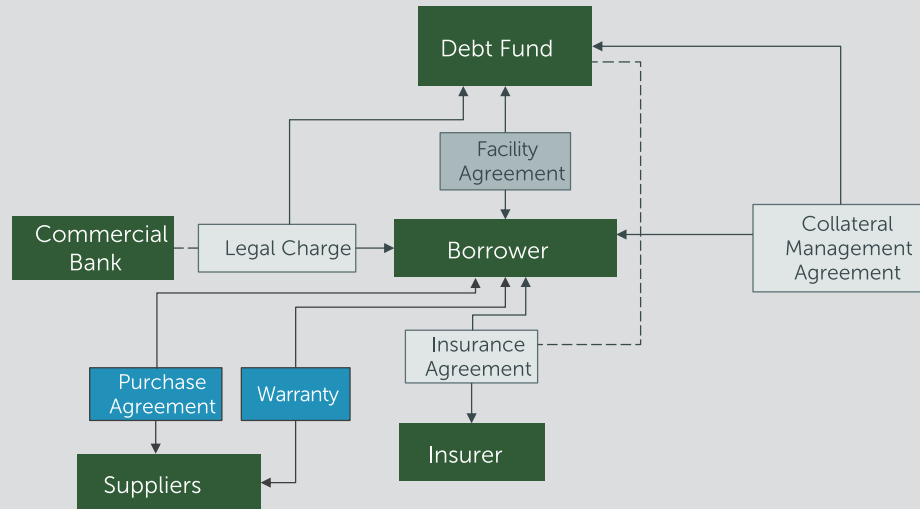 Debt Fund
Facility
Agreement
Commercial
Bank
Legal Charge
Borrower
Collateral
Management
Agreement
Insurance
Agreement
Purchase
Agreement
Warranty
Suppliers
Insurer